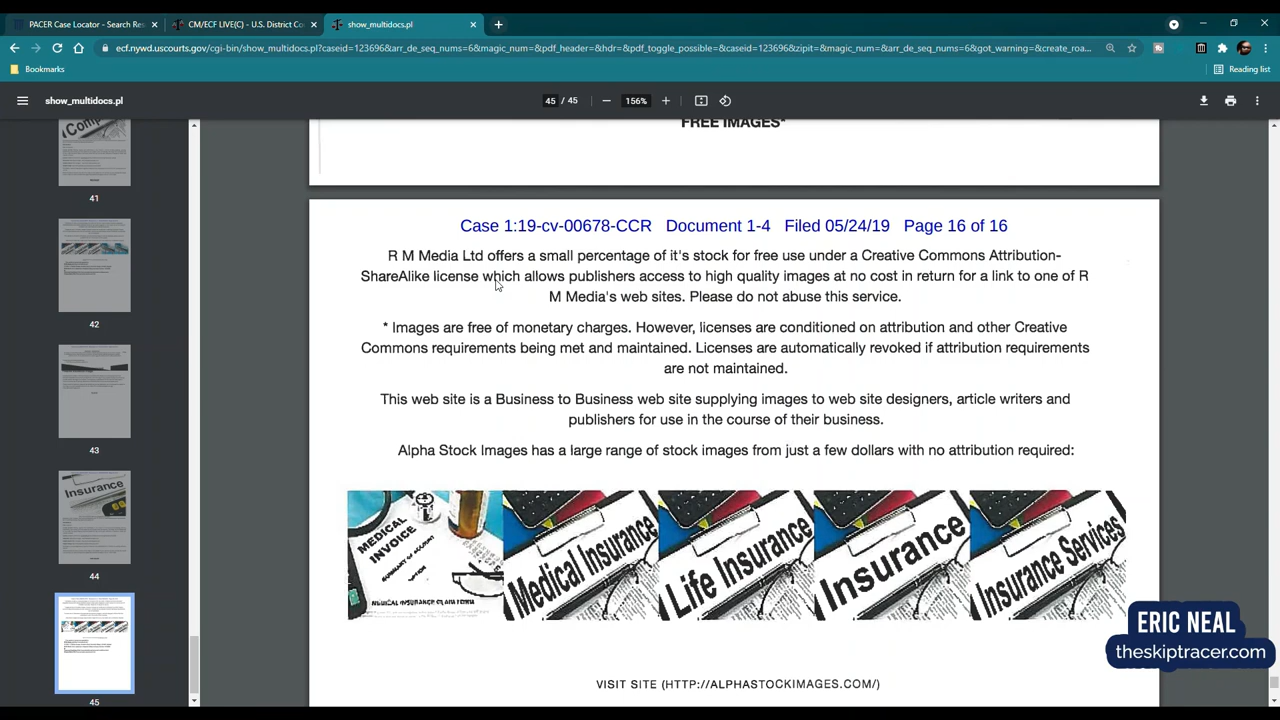 PACER Case Locator - Search Res
CM/ECF LIVE(C) - U.S. District Co
show_multidocs.pl
ecf.nywd.uscourts.gov/cgi-bin/show_multidocs.pl?caseid=123696&arr_de_seq_nums=6&magic_num=&pdf_header=&hdr=&pdf_toggle_possible=&caseid=123696&zipit=&magic_num=&arr_de_seq_nums=6&got_warning=&create_roa...
Bookmarks
Reading list
show_multidocs.pl
45 / 45
156%
41
42
43
Insurance
44
45
FREE IMAGES*
Case 1:19-cv-00678-CCR Document 1-4 Filed 05/24/19 Page 16 of 16
R M Media Ltd offers a small percentage of it's stock for free use under a Creative Commons Attribution-
ShareAlike license which allows publishers access to high quality images at no cost in return for a link to one of R
M Media's web sites. Please do not abuse this service.
* Images are free of monetary charges. However, licenses are conditioned on attribution and other Creative
Commons requirements being met and maintained. Licenses are automatically revoked if attribution requirements
are not maintained.
This web site is a Business to Business web site supplying images to web site designers, article writers and
publishers for use in the course of their business.
Alpha Stock Images has a large range of stock images from just a few dollars with no attribution required:
MEDICAL INVOICE
SUMMARY OF ACCOUNT
MEDICAL INSURANCE CLAIM FORM
Medical Insurance
Life Insurance
Insurance
Insurance Services
VISIT SITE (HTTP://ALPHASTOCKIMAGES.COM/)
ERIC NEAL
theskiptracer.com